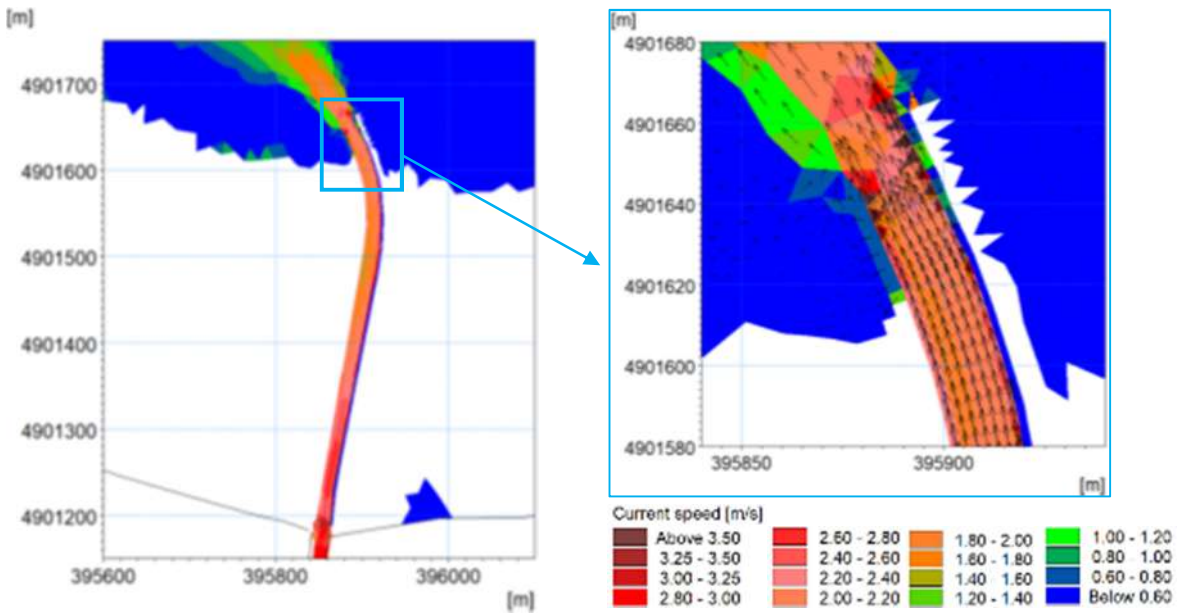 [m]
4901700
4901600
4901500
4901400
4901300
4901200
395600
395800
396000
[m]
[m]
4901680
4901660
4901640
4901620
4901600
4901580
395850
395900
[m]
Current speed [m/s]
Above 3.50
3.25 - 3.50
3.00 - 3.25
2.80 - 3.00
2.60 - 2.80
2.40 - 2.60
2.20 - 2.40
2.00 - 2.20
1.80 - 2.00
1.60 - 1.80
1.40 - 1.60
1.20 - 1.40
1.00 - 1.20
0.80 - 1.00
0.60 - 0.80
Below 0.60